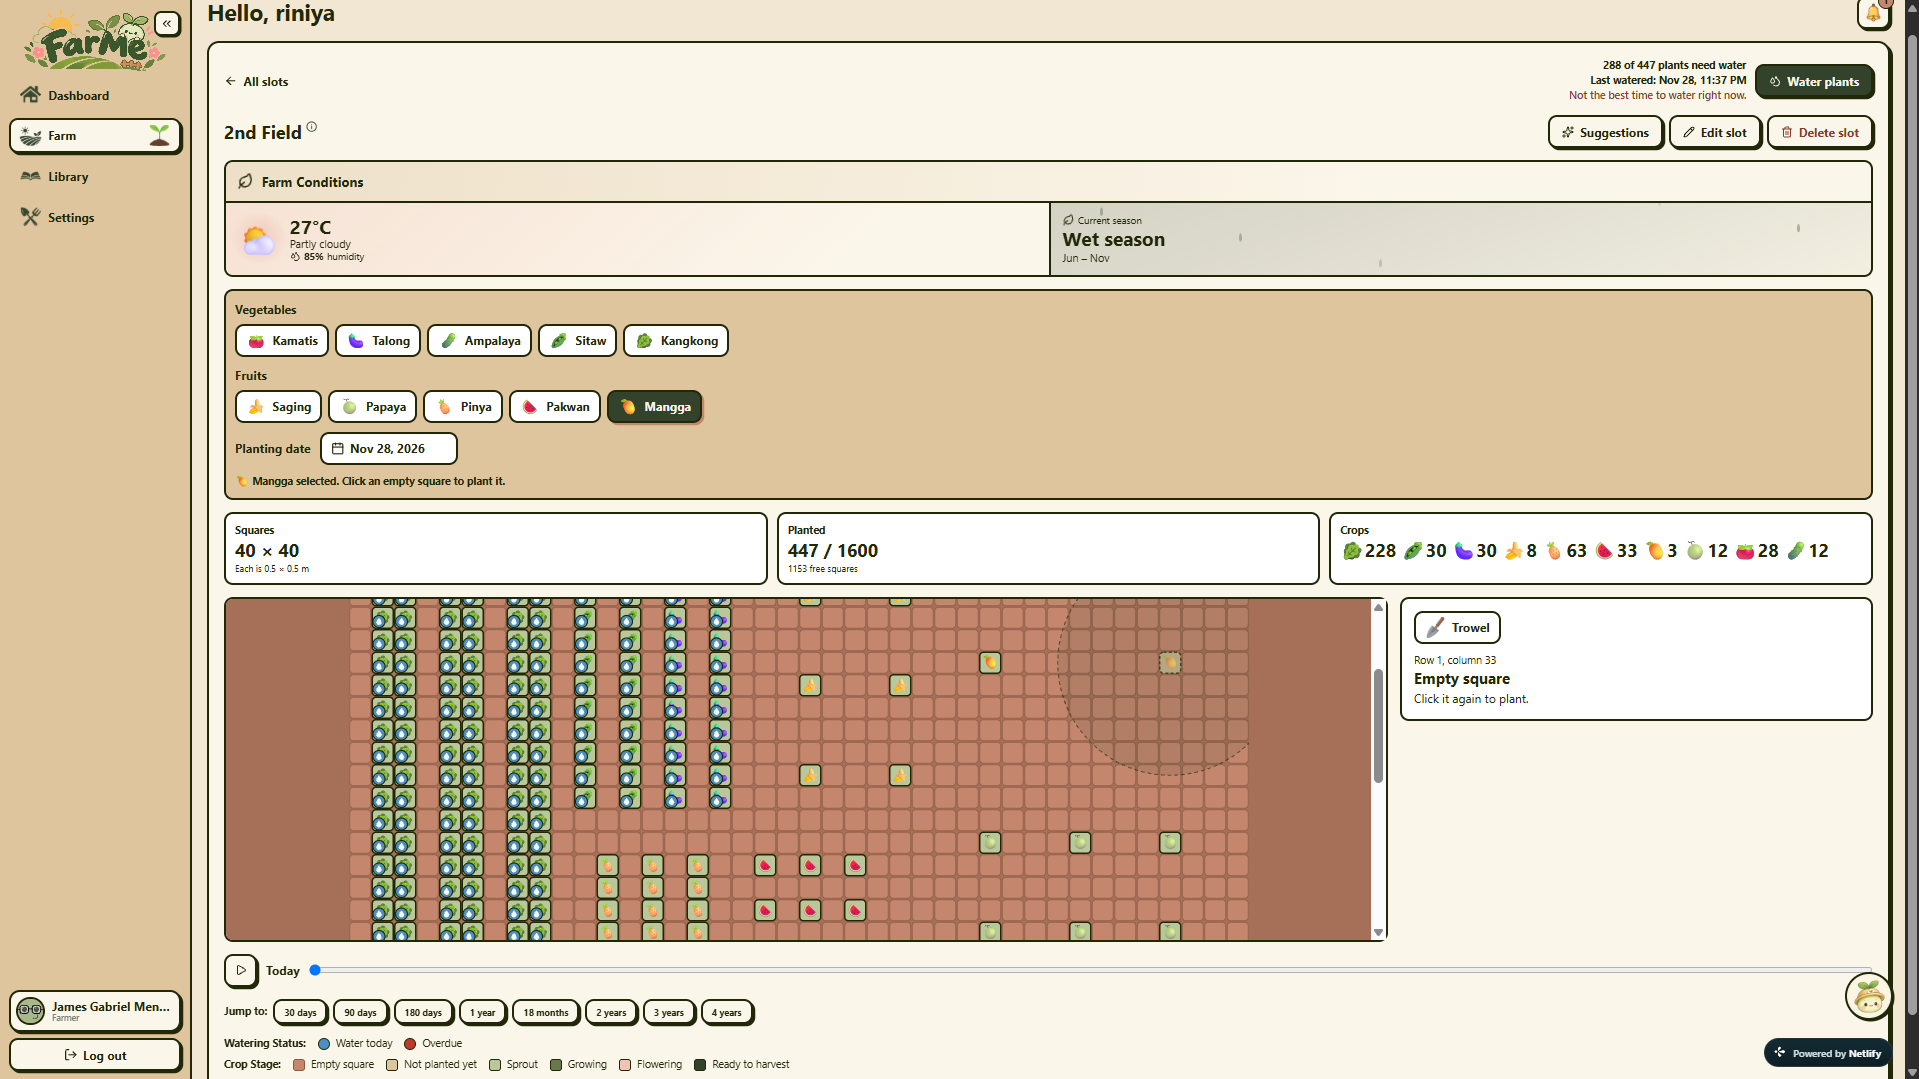 FarMe
«
Dashboard
Farm
Library
Settings
James Gabriel Men...
Farmer
Log out
Hello, riniya
All slots
288 of 447 plants need water
Last watered: Nov 28, 11:37 PM
Not the best time to water right now.
Water plants
2nd Field
Suggestions
Edit slot
Delete slot
Farm Conditions
27°C
Partly cloudy
85% humidity
Current season
Wet season
Jun – Nov
Vegetables
Kamatis
Talong
Ampalaya
Sitaw
Kangkong
Fruits
Saging
Papaya
Pinya
Pakwan
Mangga
Planting date
Nov 28, 2026
Mangga selected. Click an empty square to plant it.
Squares
40 × 40
Each is 0.5 × 0.5 m
Planted
447 / 1600
1153 free squares
Crops
228 30 30 8 63 33 3 12 28 12
Trowel
Row 1, column 33
Empty square
Click it again to plant.
Today
Jump to: 30 days 90 days 180 days 1 year 18 months 2 years 3 years 4 years
Watering Status: Water today Overdue
Crop Stage: Empty square Not planted yet Sprout Growing Flowering Ready to harvest
Powered by Netlify